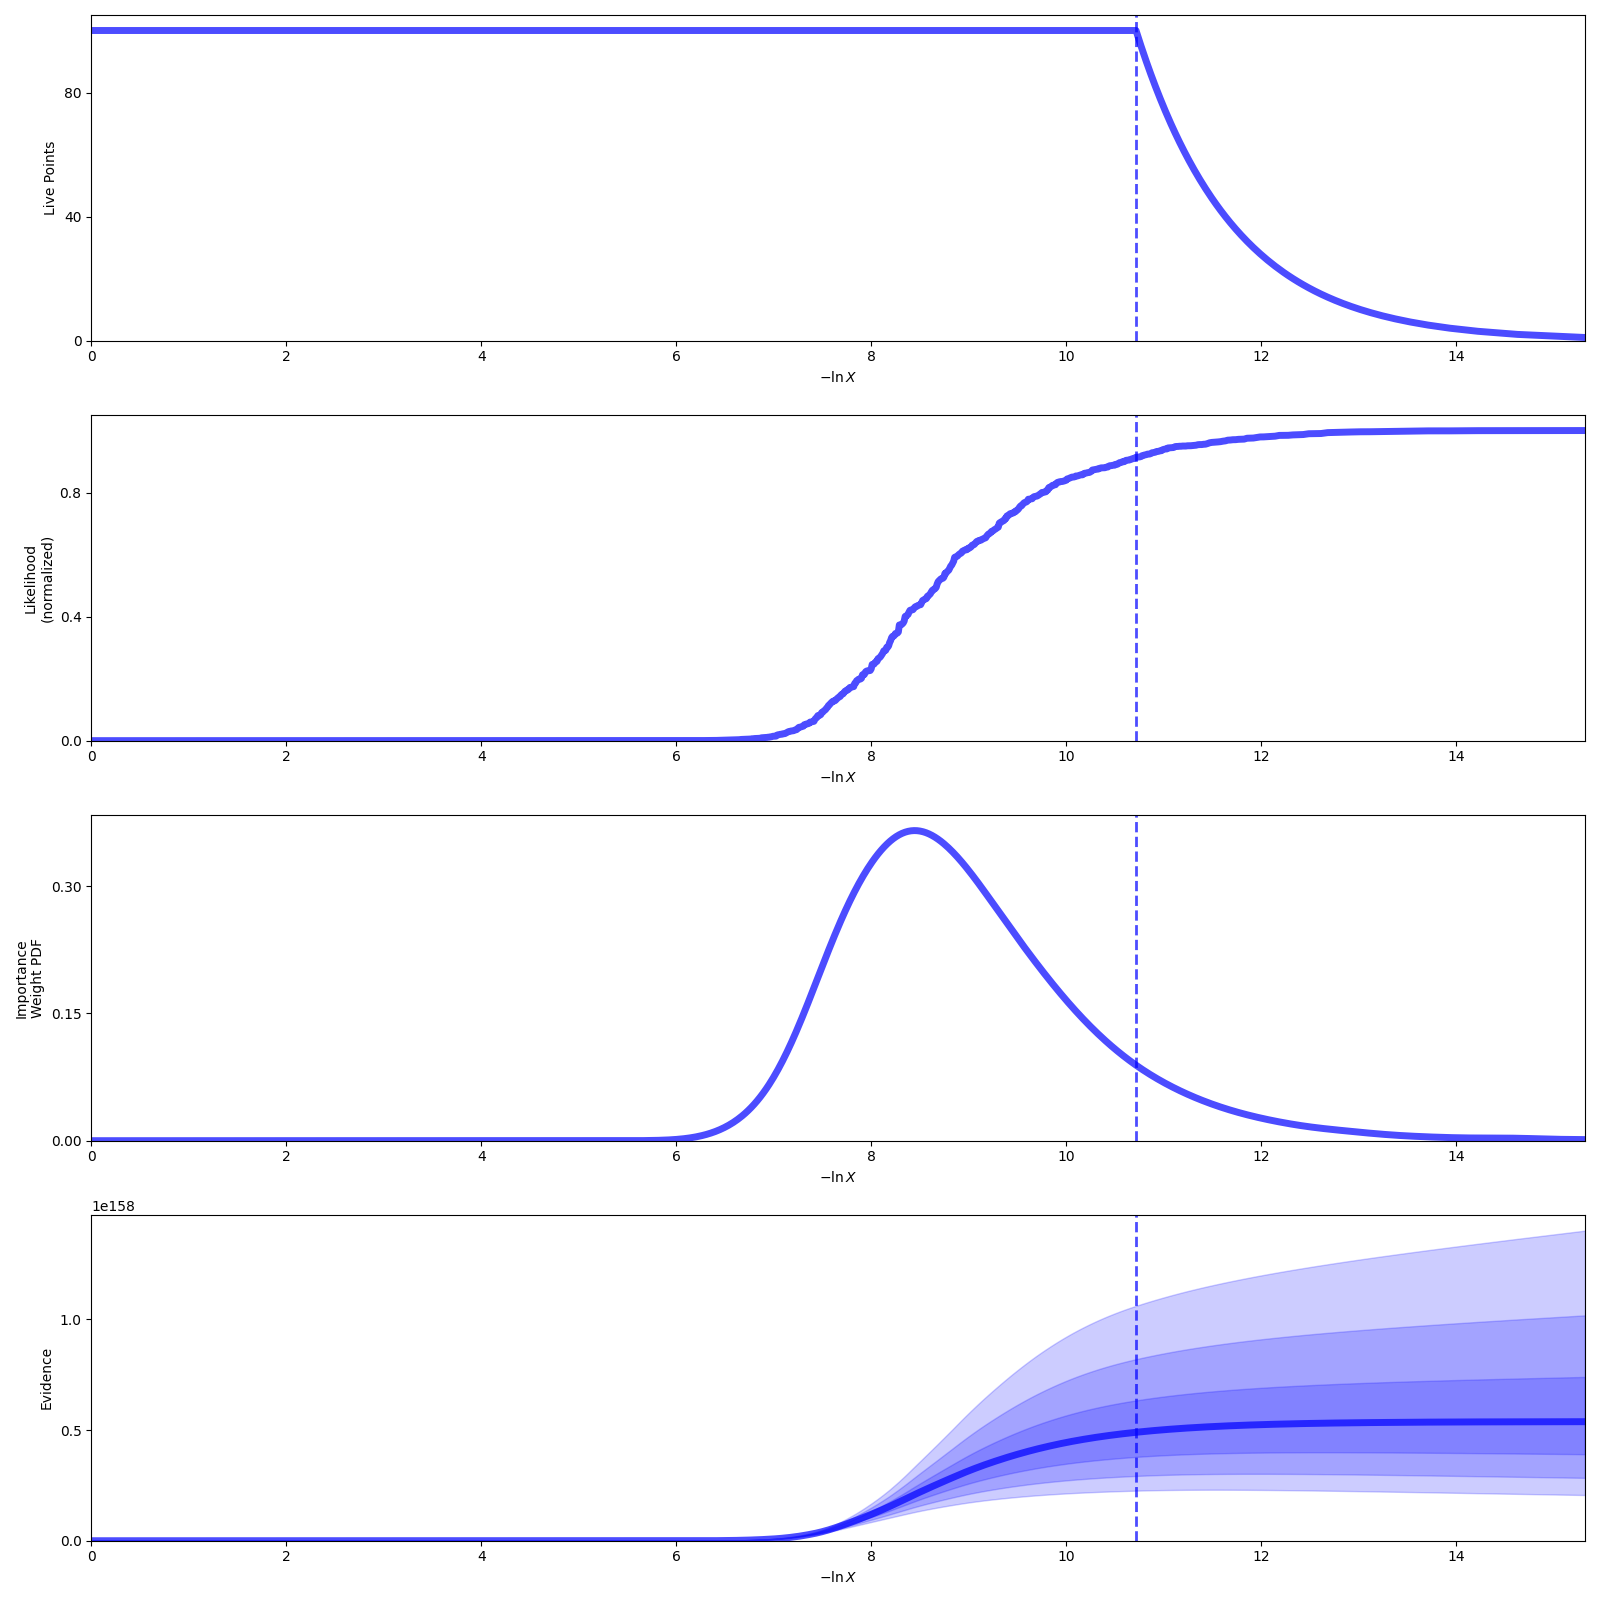 80
40
0
Live Points
0 2 4 6 8 10 12 14
−ln X
0.8
0.4
0.0
Likelihood
(normalized)
0 2 4 6 8 10 12 14
−ln X
0.30
0.15
0.00
Importance
Weight PDF
0 2 4 6 8 10 12 14
−ln X
1e158
1.0
0.5
0.0
Evidence
0 2 4 6 8 10 12 14
−ln X